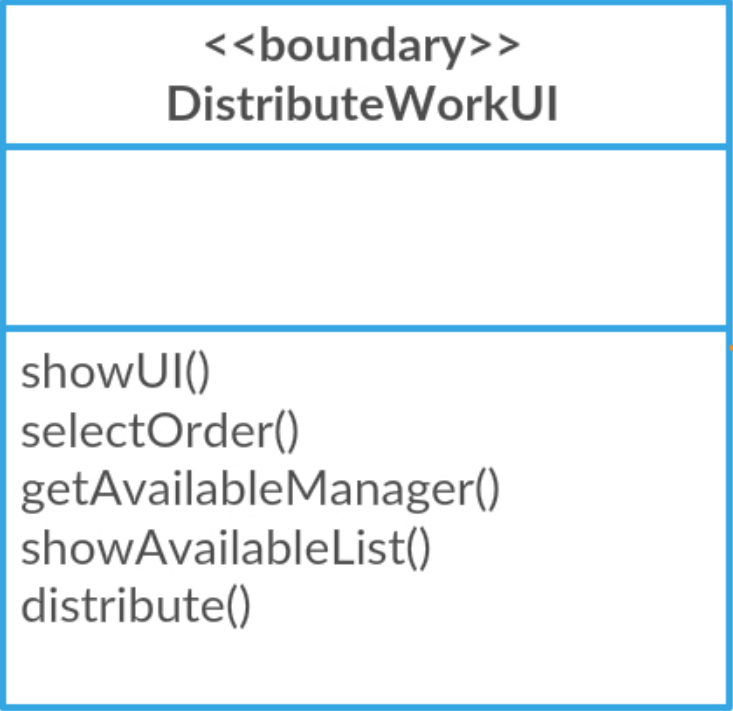 <<boundary>>
DistributeWorkUI
showUI()
selectOrder()
getAvailableManager()
showAvailableList()
distribute()